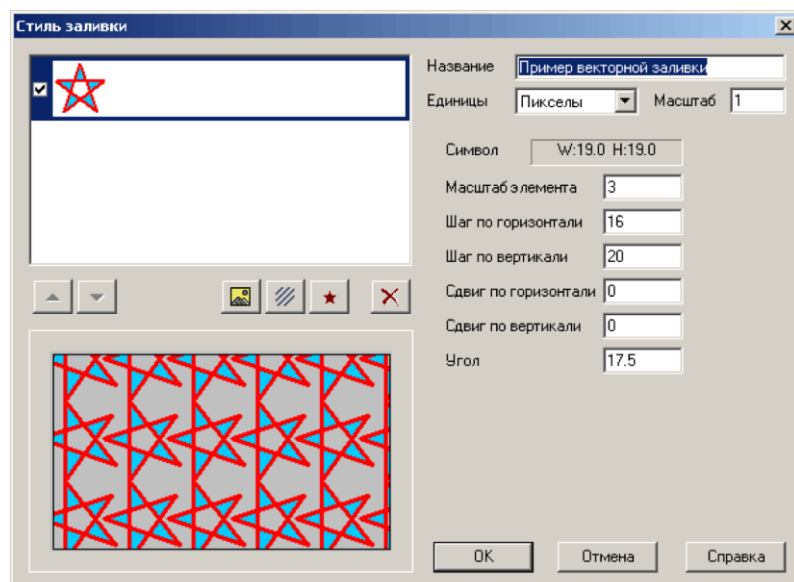 Стиль заливки
Название Пример векторной заливки
Единицы Пикселы Масштаб 1
Символ W:19.0 H:19.0
Масштаб элемента 3
Шаг по горизонтали 16
Шаг по вертикали 20
Сдвиг по горизонтали 0
Сдвиг по вертикали 0
Угол 17.5
OK Отмена Справка